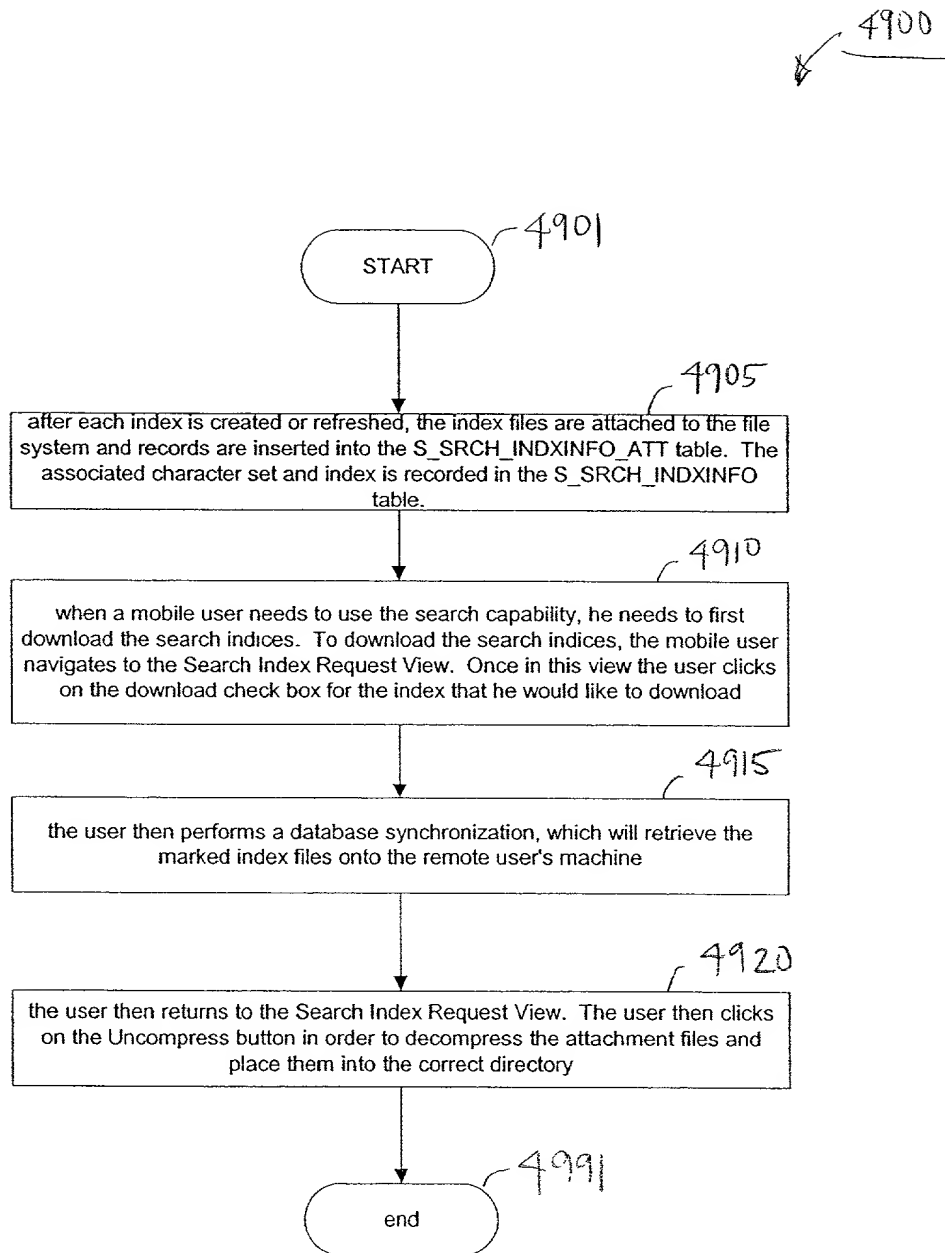 4900
4901
START
4905
after each index is created or refreshed, the index files are attached to the file
system and records are inserted into the S_SRCH_INDXINFO_ATT table. The
associated character set and index is recorded in the S_SRCH_INDXINFO
table.
4910
when a mobile user needs to use the search capability, he needs to first
download the search indices. To download the search indices, the mobile user
navigates to the Search Index Request View. Once in this view the user clicks
on the download check box for the index that he would like to download
4915
the user then performs a database synchronization, which will retrieve the
marked index files onto the remote user's machine
4920
the user then returns to the Search Index Request View. The user then clicks
on the Uncompress button in order to decompress the attachment files and
place them into the correct directory
4991
end